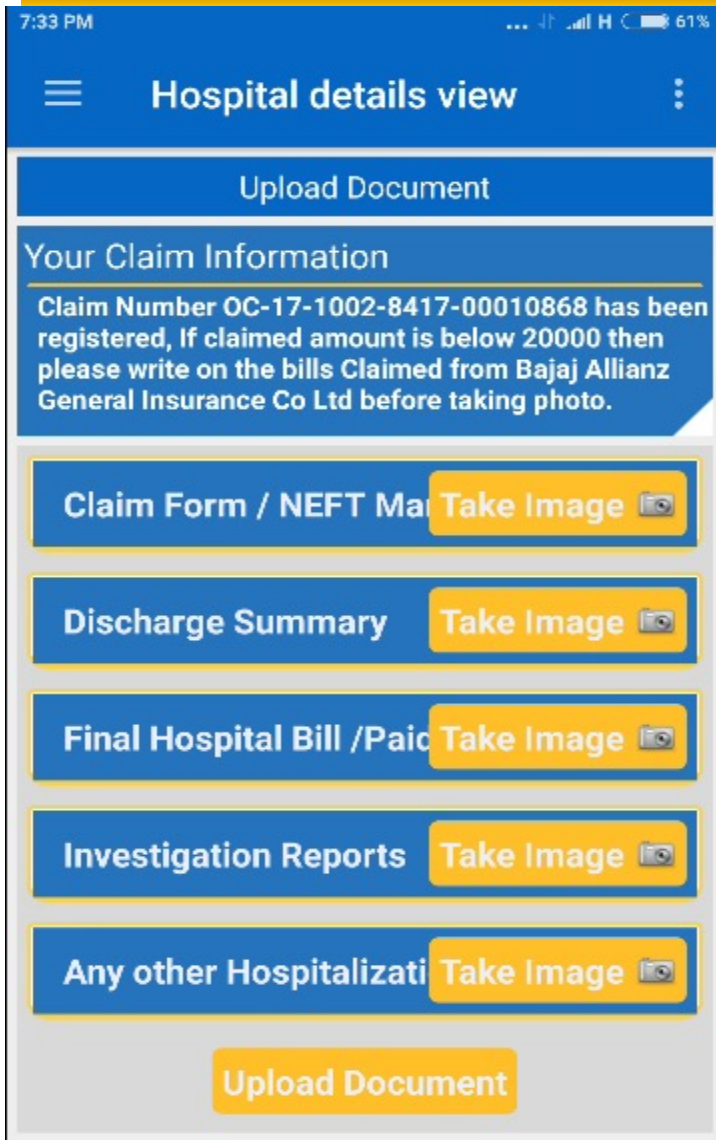 7:33 PM ... H 61%
Hospital details view
Upload Document
Your Claim Information
Claim Number OC-17-1002-8417-00010868 has been
registered, If claimed amount is below 20000 then
please write on the bills Claimed from Bajaj Allianz
General Insurance Co Ltd before taking photo.
Claim Form / NEFT Ma Take Image
Discharge Summary Take Image
Final Hospital Bill /Paid Take Image
Investigation Reports Take Image
Any other Hospitalizati Take Image
Upload Document